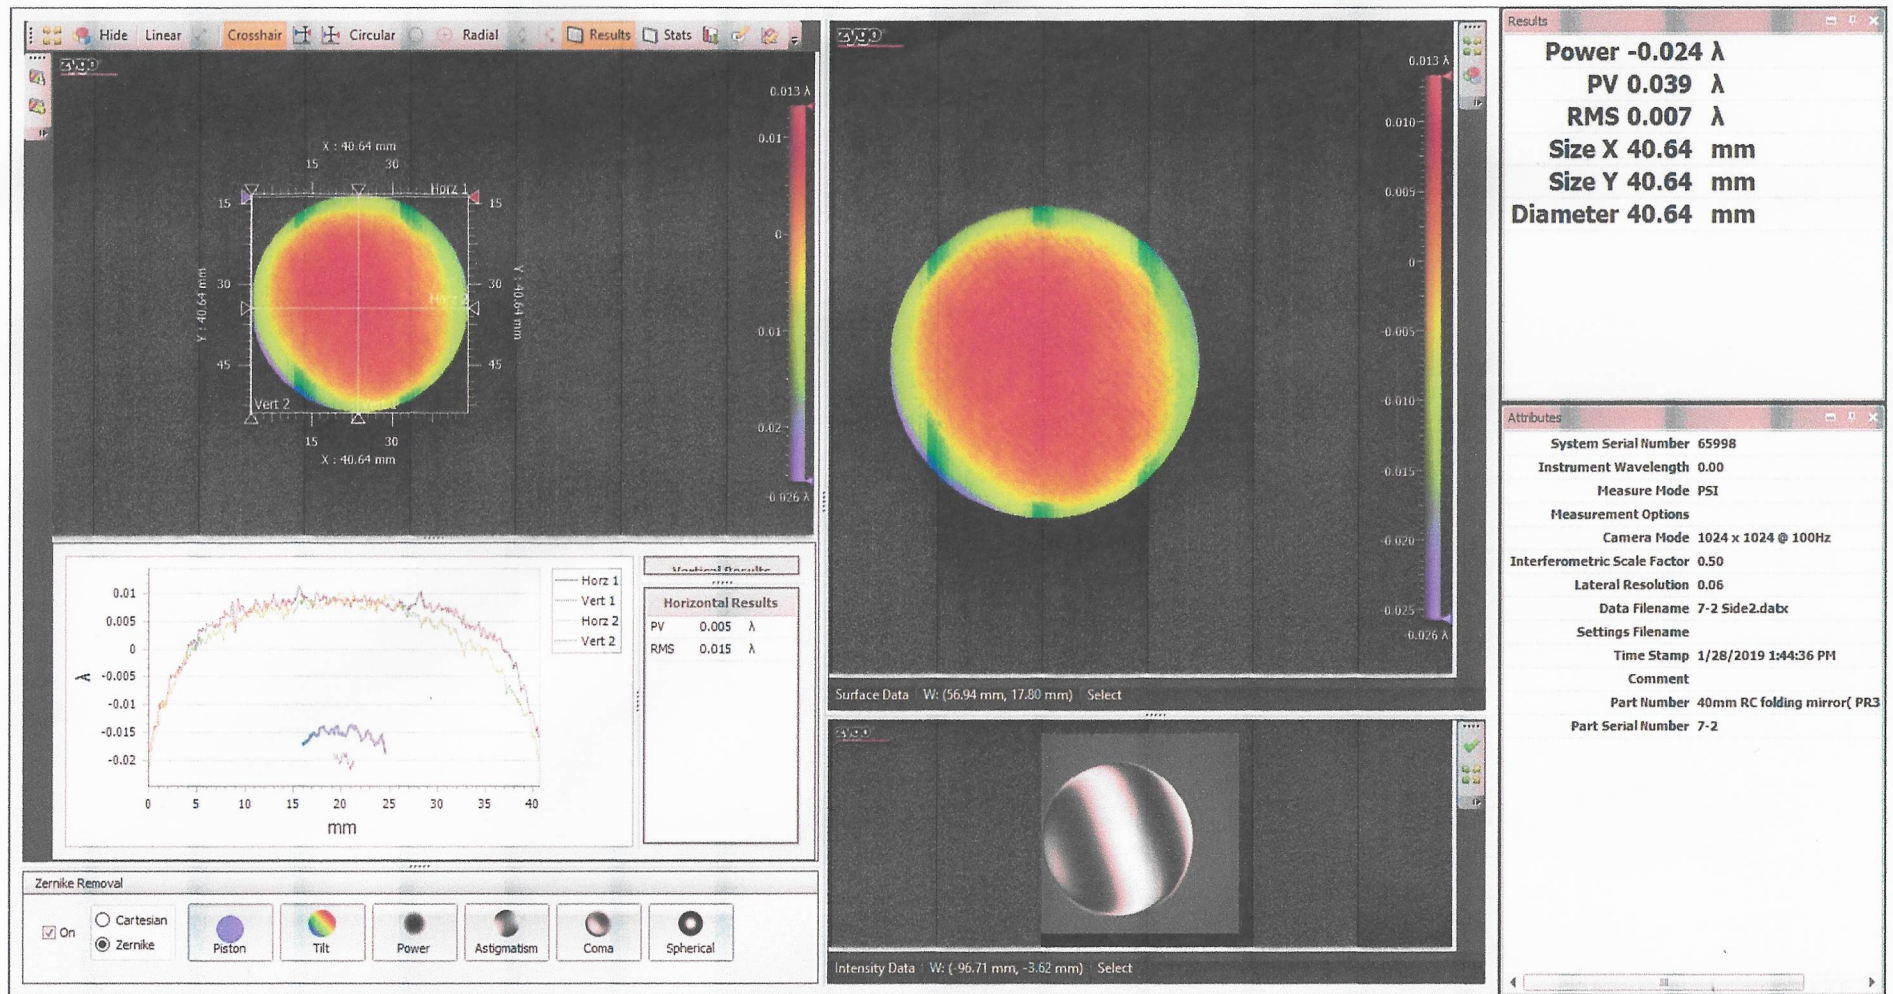 Hide Linear Crosshair Circular Radial Results Stats
zygo
0.013 λ
0.01
0
-0.01
-0.02
-0.026 λ
X : 40.64 mm
15 30
Horz 1
15 15
30 30
Horz 2
Y : 40.64 mm
Y : 40.64 mm
45 45
Vert 2
15 30
X : 40.64 mm
0.01
0.005
0
-0.005
-0.01
-0.015
-0.02
λ
0 5 10 15 20 25 30 35 40
mm
Horz 1
Vert 1
Horz 2
Vert 2
Vertical Results
Horizontal Results
PV 0.005 λ
RMS 0.015 λ
Zernike Removal
On
Cartesian
Zernike
Piston Tilt Power Astigmatism Coma Spherical
zygo
0.013 λ
0.010
0.005
0
-0.005
-0.010
-0.015
-0.020
-0.025
-0.026 λ
Surface Data W: (56.94 mm, 17.80 mm) Select
zygo
Intensity Data W: (-96.71 mm, -3.62 mm) Select
Results
Power -0.024 λ
PV 0.039 λ
RMS 0.007 λ
Size X 40.64 mm
Size Y 40.64 mm
Diameter 40.64 mm
Attributes
System Serial Number 65998
Instrument Wavelength 0.00
Measure Mode PSI
Measurement Options
Camera Mode 1024 x 1024 @ 100Hz
Interferometric Scale Factor 0.50
Lateral Resolution 0.06
Data Filename 7-2 Side2.datx
Settings Filename
Time Stamp 1/28/2019 1:44:36 PM
Comment
Part Number 40mm RC folding mirror( PR3
Part Serial Number 7-2